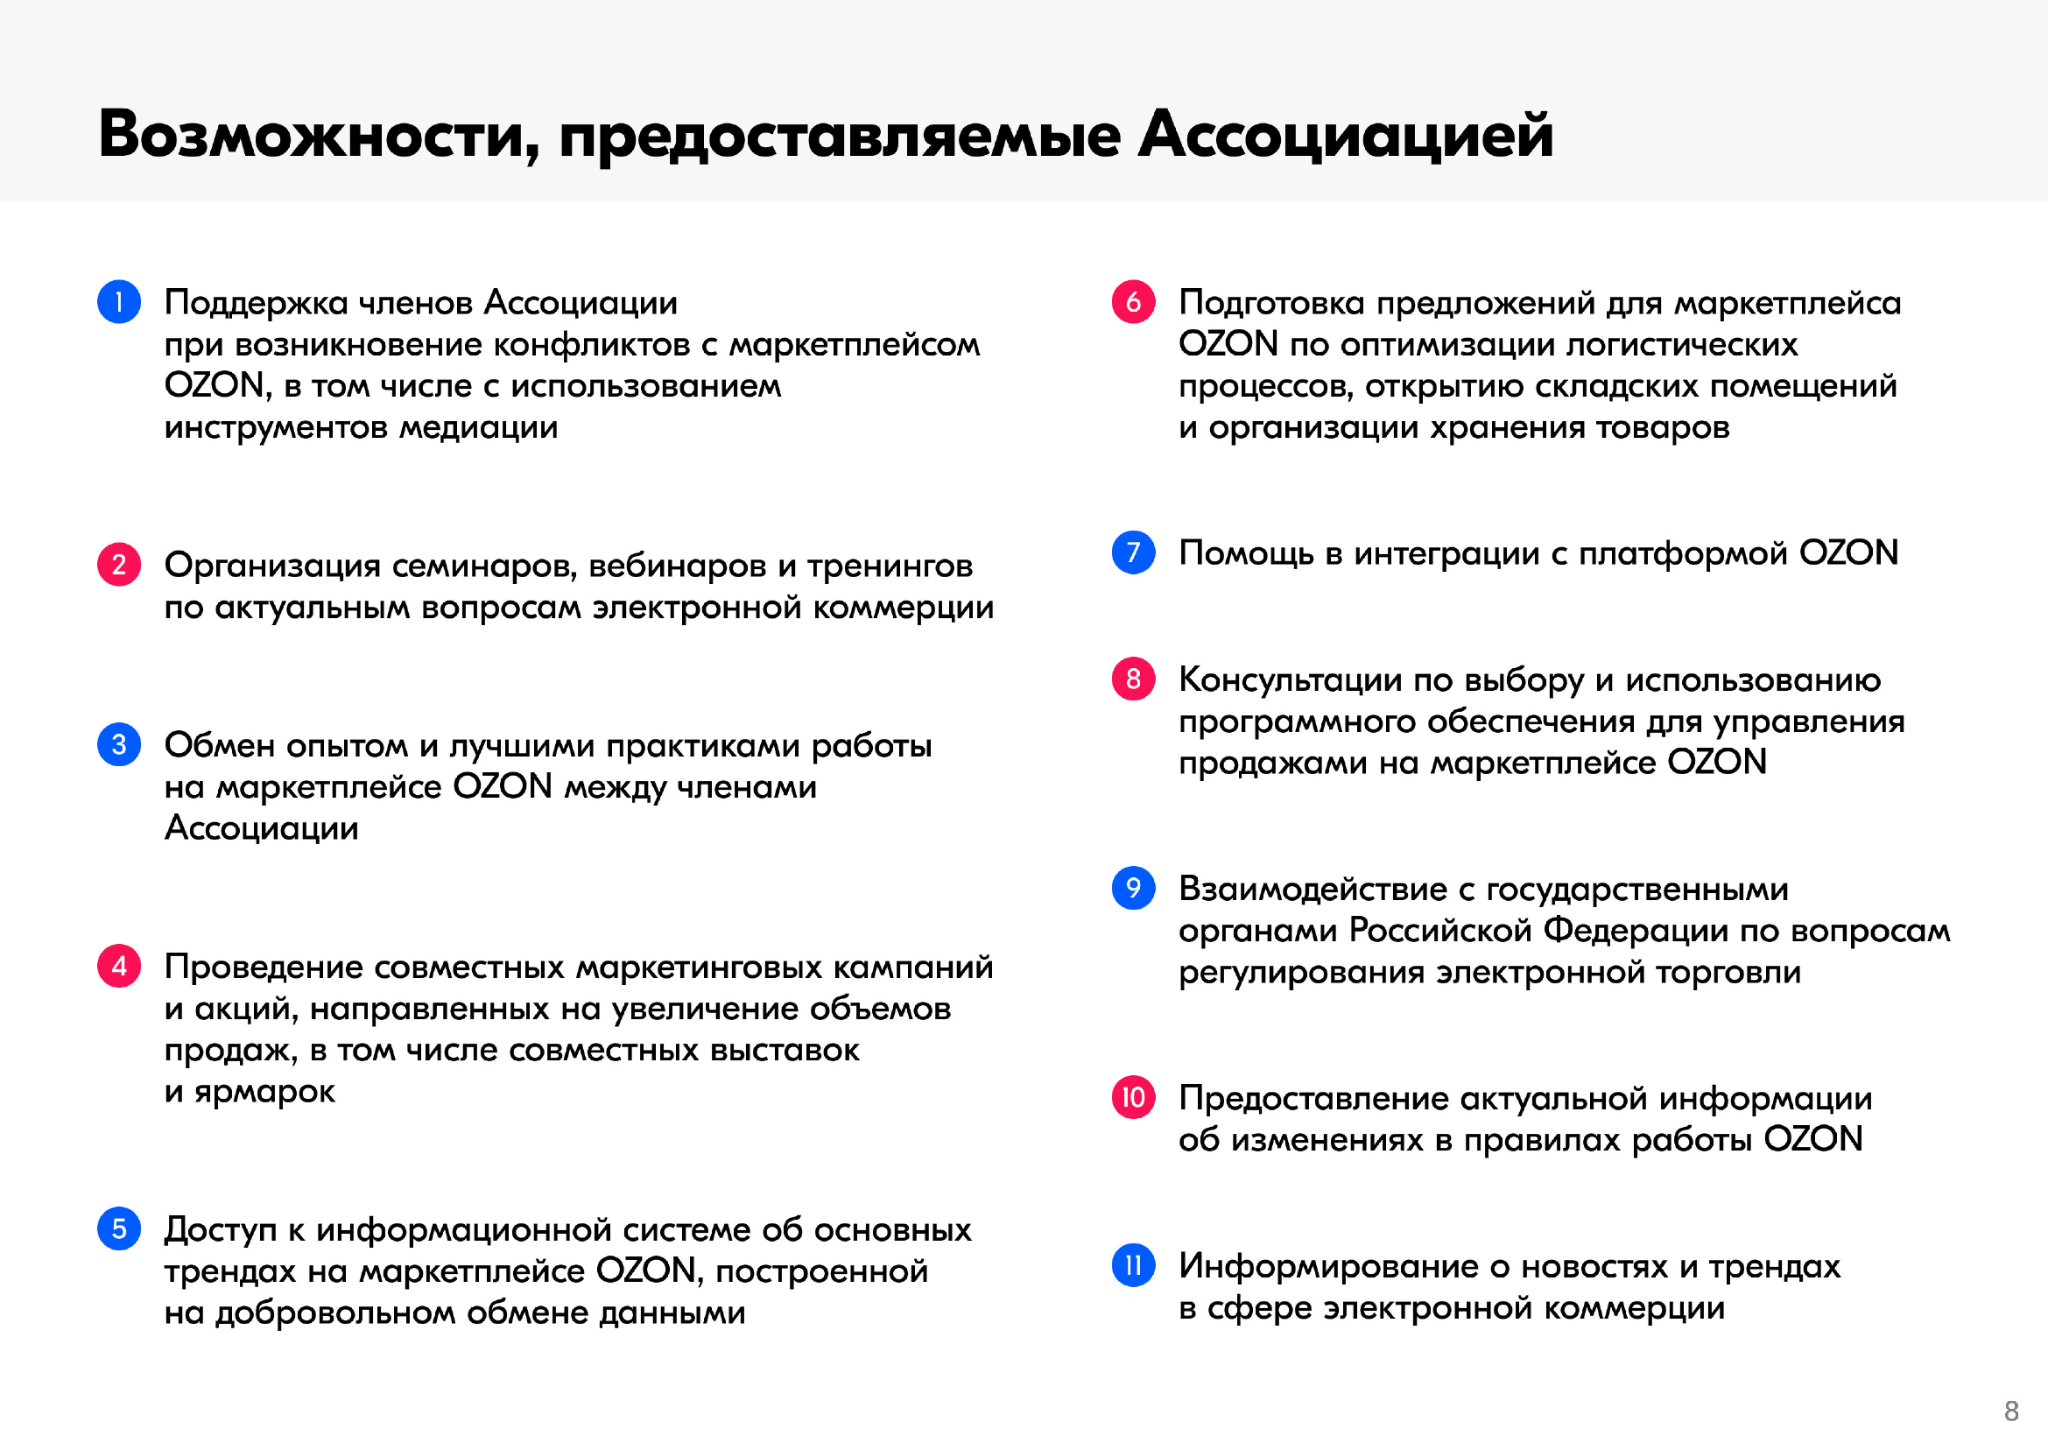 Возможности, предоставляемые Ассоциацией
1 Поддержка членов Ассоциации
при возникновение конфликтов с маркетплейсом
OZON, в том числе с использованием
инструментов медиации
2 Организация семинаров, вебинаров и тренингов
по актуальным вопросам электронной коммерции
3 Обмен опытом и лучшими практиками работы
на маркетплейсе OZON между членами
Ассоциации
4 Проведение совместных маркетинговых кампаний
и акций, направленных на увеличение объемов
продаж, в том числе совместных выставок
и ярмарок
5 Доступ к информационной системе об основных
трендах на маркетплейсе OZON, построенной
на добровольном обмене данными
6 Подготовка предложений для маркетплейса
OZON по оптимизации логистических
процессов, открытию складских помещений
и организации хранения товаров
7 Помощь в интеграции с платформой OZON
8 Консультации по выбору и использованию
программного обеспечения для управления
продажами на маркетплейсе OZON
9 Взаимодействие с государственными
органами Российской Федерации по вопросам
регулирования электронной торговли
10 Предоставление актуальной информации
об изменениях в правилах работы OZON
11 Информирование о новостях и трендах
в сфере электронной коммерции
8